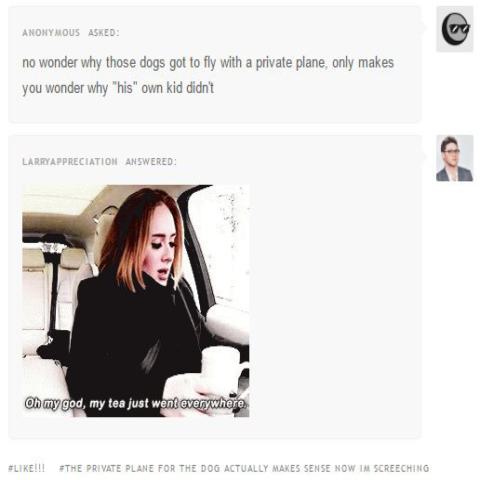 ANONYMOUS ASKED:
no wonder why those dogs got to fly with a private plane, only makes
you wonder why "his" own kid didn't
LARRYAPPRECIATION ANSWERED:
Oh my god, my tea just went everywhere.
#LIKE!!! #THE PRIVATE PLANE FOR THE DOG ACTUALLY MAKES SENSE NOW IM SCREECHING